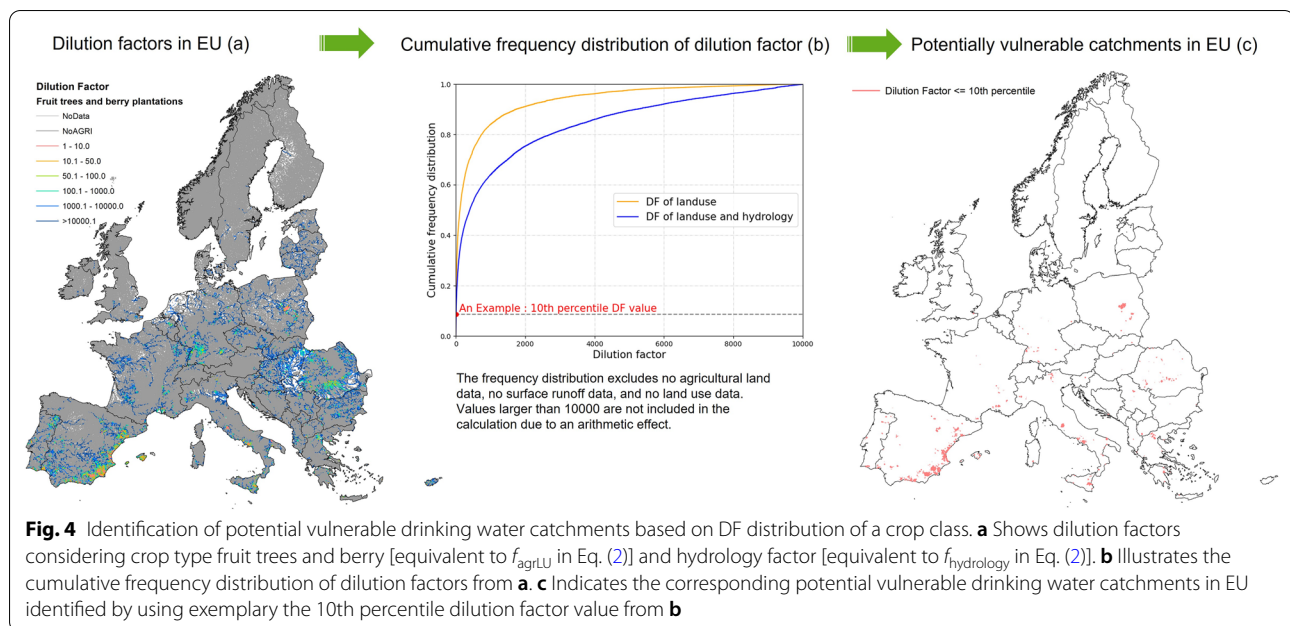 Dilution factors in EU (a)
Cumulative frequency distribution of dilution factor (b)
Potentially vulnerable catchments in EU (c)
Dilution Factor
Fruit trees and berry plantations
NoData
NoAGRI
1 - 10.0
10.1 - 50.0
50.1 - 100.0
100.1 - 1000.0
1000.1 - 10000.0
>10000.1
Cumulative frequency distribution
1.0
0.8
0.6
0.4
0.2
0.0
DF of landuse
DF of landuse and hydrology
An Example : 10th percentile DF value
0
2000
4000
6000
8000
10000
Dilution factor
The frequency distribution excludes no agricultural land
data, no surface runoff data, and no land use data.
Values larger than 10000 are not included in the
calculation due to an arithmetic effect.
Dilution Factor <= 10th percentile
Fig. 4 Identification of potential vulnerable drinking water catchments based on DF distribution of a crop class. a Shows dilution factors
considering crop type fruit trees and berry [equivalent to fagrLU in Eq. (2)] and hydrology factor [equivalent to fhydrology in Eq. (2)]. b Illustrates the
cumulative frequency distribution of dilution factors from a. c Indicates the corresponding potential vulnerable drinking water catchments in EU
identified by using exemplary the 10th percentile dilution factor value from b